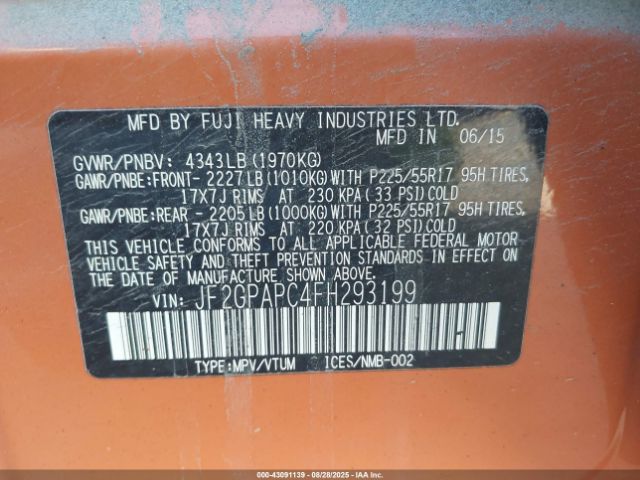 MFD BY FUJI HEAVY INDUSTRIES LTD.
MFD IN 06/15
GVWR/PNBV: 4343LB(1970KG)
GAWR/PNBE:FRONT- 2227LB(1010KG)WITH P225/55R17 95H TIRES,
17X7J RIMS AT 230 KPA(33 PSI)COLD
GAWR/PNBE:REAR - 2205LB(1000KG)WITH P225/55R17 95H TIRES,
17X7J RIMS AT 220 KPA(32 PSI)COLD
THIS VEHICLE CONFORMS TO ALL APPLICABLE FEDERAL MOTOR
VEHICLE SAFETY AND THEFT PREVENTION STANDARDS IN EFFECT ON
THE DATE OF MANUFACTURE SHOWN ABOVE.
VIN: JF2GPAPC4FH293199
TYPE:MPV/VTUM ICES/NMB-002
000-43091139 - 08/28/2025 - IAA